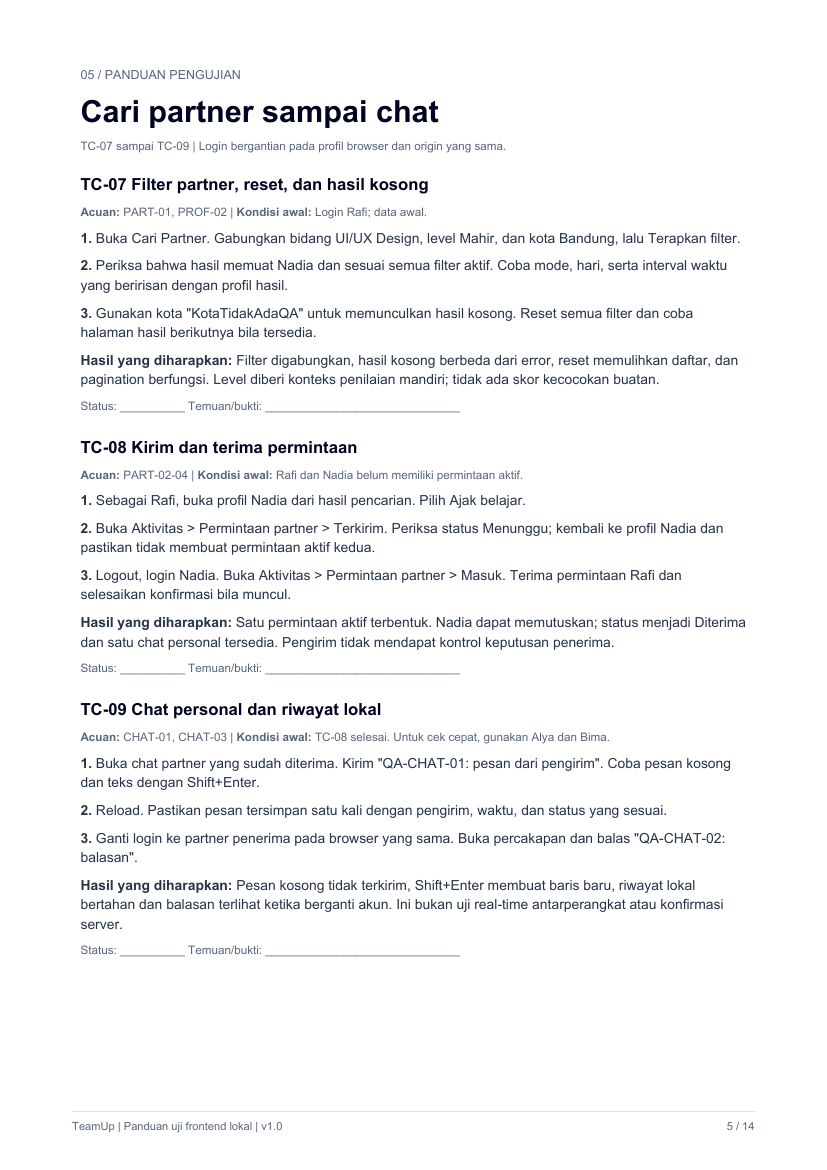 05 / PANDUAN PENGUJIAN
Cari partner sampai chat
TC-07 sampai TC-09 | Login bergantian pada profil browser dan origin yang sama.
TC-07 Filter partner, reset, dan hasil kosong
Acuan: PART-01, PROF-02 | Kondisi awal: Login Rafi; data awal.
1. Buka Cari Partner. Gabungkan bidang UI/UX Design, level Mahir, dan kota Bandung, lalu Terapkan filter.
2. Periksa bahwa hasil memuat Nadia dan sesuai semua filter aktif. Coba mode, hari, serta interval waktu
yang beririsan dengan profil hasil.
3. Gunakan kota "KotaTidakAdaQA" untuk memunculkan hasil kosong. Reset semua filter dan coba
halaman hasil berikutnya bila tersedia.
Hasil yang diharapkan: Filter digabungkan, hasil kosong berbeda dari error, reset memulihkan daftar, dan
pagination berfungsi. Level diberi konteks penilaian mandiri; tidak ada skor kecocokan buatan.
Status: __________ Temuan/bukti: ______________________________
TC-08 Kirim dan terima permintaan
Acuan: PART-02-04 | Kondisi awal: Rafi dan Nadia belum memiliki permintaan aktif.
1. Sebagai Rafi, buka profil Nadia dari hasil pencarian. Pilih Ajak belajar.
2. Buka Aktivitas > Permintaan partner > Terkirim. Periksa status Menunggu; kembali ke profil Nadia dan
pastikan tidak membuat permintaan aktif kedua.
3. Logout, login Nadia. Buka Aktivitas > Permintaan partner > Masuk. Terima permintaan Rafi dan
selesaikan konfirmasi bila muncul.
Hasil yang diharapkan: Satu permintaan aktif terbentuk. Nadia dapat memutuskan; status menjadi Diterima
dan satu chat personal tersedia. Pengirim tidak mendapat kontrol keputusan penerima.
Status: __________ Temuan/bukti: ______________________________
TC-09 Chat personal dan riwayat lokal
Acuan: CHAT-01, CHAT-03 | Kondisi awal: TC-08 selesai. Untuk cek cepat, gunakan Alya dan Bima.
1. Buka chat partner yang sudah diterima. Kirim "QA-CHAT-01: pesan dari pengirim". Coba pesan kosong
dan teks dengan Shift+Enter.
2. Reload. Pastikan pesan tersimpan satu kali dengan pengirim, waktu, dan status yang sesuai.
3. Ganti login ke partner penerima pada browser yang sama. Buka percakapan dan balas "QA-CHAT-02:
balasan".
Hasil yang diharapkan: Pesan kosong tidak terkirim, Shift+Enter membuat baris baru, riwayat lokal
bertahan dan balasan terlihat ketika berganti akun. Ini bukan uji real-time antarperangkat atau konfirmasi
server.
Status: __________ Temuan/bukti: ______________________________
TeamUp | Panduan uji frontend lokal | v1.0
5 / 14